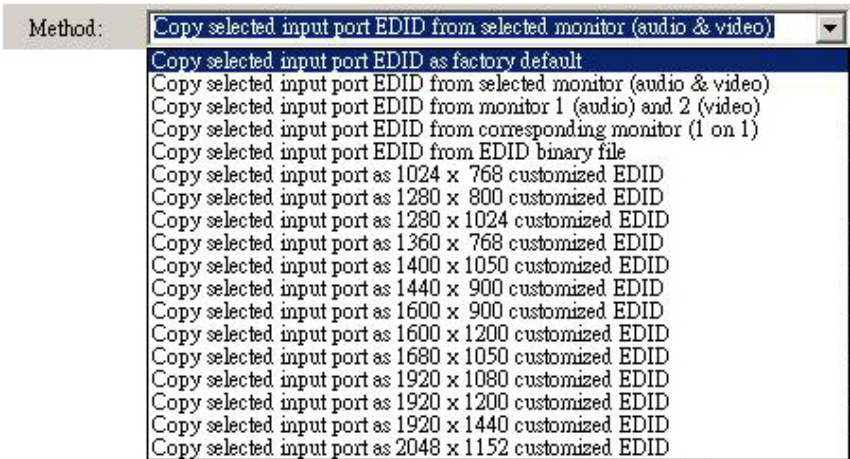 Method: Copy selected input port EDID from selected monitor (audio & video)
Copy selected input port EDID as factory default
Copy selected input port EDID from selected monitor (audio & video)
Copy selected input port EDID from monitor 1 (audio) and 2 (video)
Copy selected input port EDID from corresponding monitor (1 on 1)
Copy selected input port EDID from EDID binary file
Copy selected input port as 1024 x 768 customized EDID
Copy selected input port as 1280 x 800 customized EDID
Copy selected input port as 1280 x 1024 customized EDID
Copy selected input port as 1360 x 768 customized EDID
Copy selected input port as 1400 x 1050 customized EDID
Copy selected input port as 1440 x 900 customized EDID
Copy selected input port as 1600 x 900 customized EDID
Copy selected input port as 1600 x 1200 customized EDID
Copy selected input port as 1680 x 1050 customized EDID
Copy selected input port as 1920 x 1080 customized EDID
Copy selected input port as 1920 x 1200 customized EDID
Copy selected input port as 1920 x 1440 customized EDID
Copy selected input port as 2048 x 1152 customized EDID